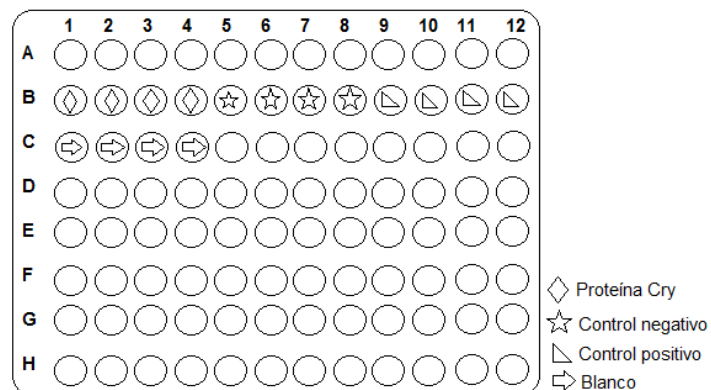 1 2 3 4 5 6 7 8 9 10 11 12
A
B
C
D
E
F
G
H
Proteína Cry
Control negativo
Control positivo
Blanco